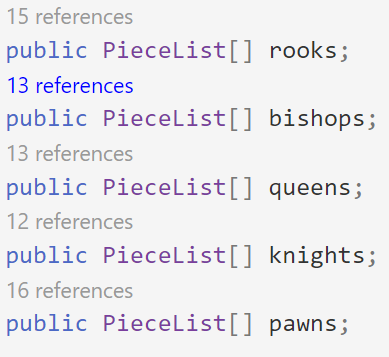 15 references
public PieceList[] rooks;
13 references
public PieceList[] bishops;
13 references
public PieceList[] queens;
12 references
public PieceList[] knights;
16 references
public PieceList[] pawns;